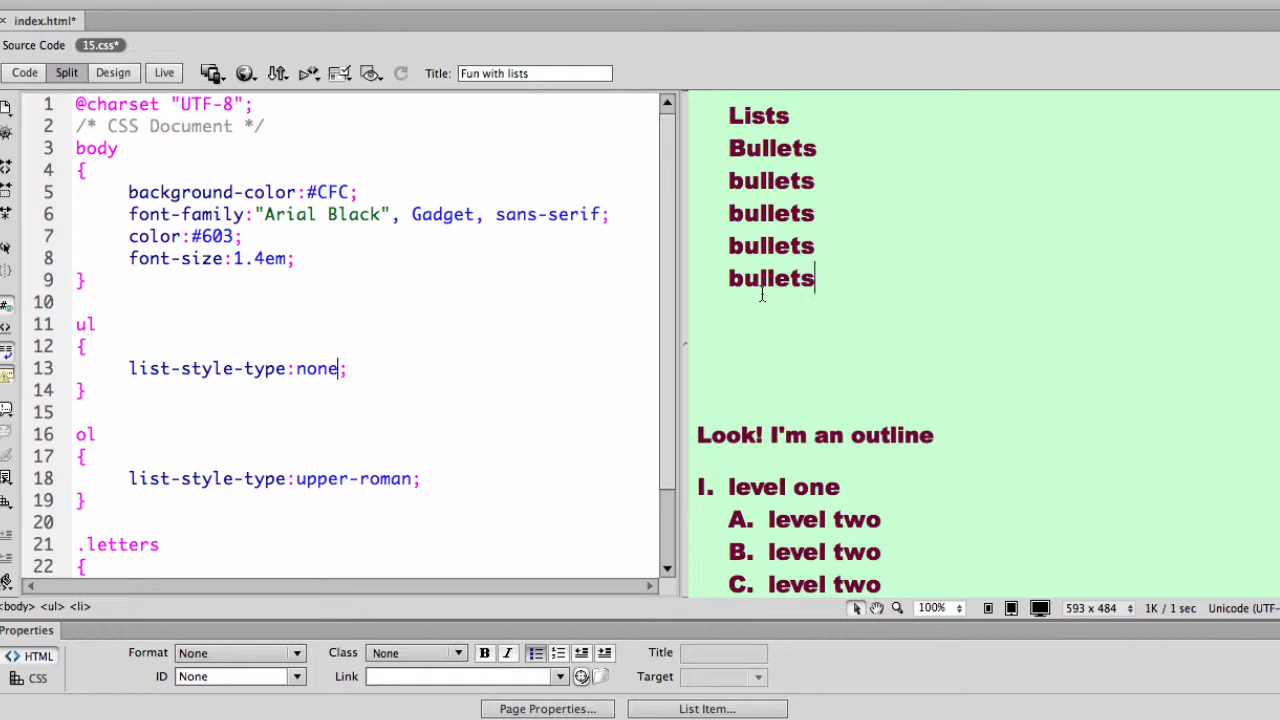 index.html*
Source Code 15.css*
Code Split Design Live Title: Fun with lists
1 @charset "UTF-8";
2 /* CSS Document */
3 body
4 {
5 background-color:#CFC;
6 font-family:"Arial Black", Gadget, sans-serif;
7 color:#603;
8 font-size:1.4em;
9 }
10
11 ul
12 {
13 list-style-type:none;
14 }
15
16 ol
17 {
18 list-style-type:upper-roman;
19 }
20
21 .letters
22 {
Lists
Bullets
bullets
bullets
bullets
bullets
Look! I'm an outline
I. level one
A. level two
B. level two
C. level two
<body> <ul> <li> 100% 593 x 484 1K / 1 sec Unicode (UTF-
Properties
<> HTML Format None Class None B I Title
CSS ID None Link Target
Page Properties... List Item...